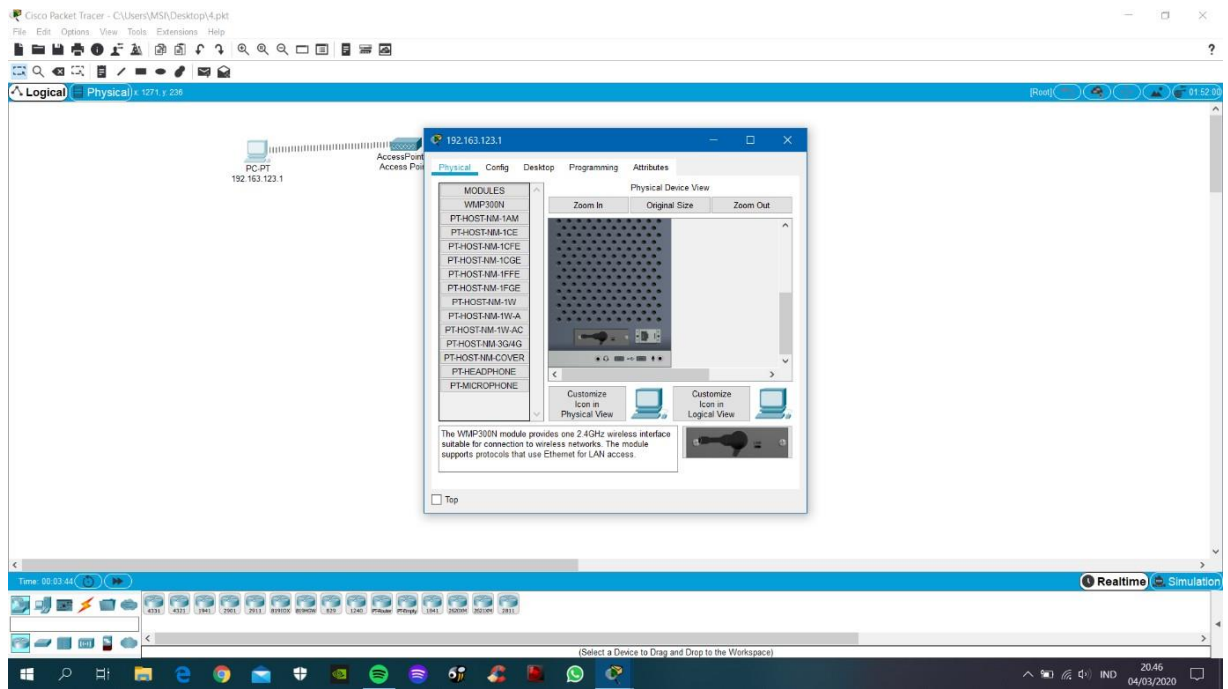 Cisco Packet Tracer - C:\Users\MSI\Desktop\4.pkt
File Edit Options View Tools Extensions Help
?
Logical Physical x: 1271, y: 236
[Root] 01:52:00
PC-PT
192.163.123.1
AccessPoint
Access Poi
192.163.123.1
Physical Config Desktop Programming Attributes
MODULES
WMP300N
PT-HOST-NM-1AM
PT-HOST-NM-1CE
PT-HOST-NM-1CFE
PT-HOST-NM-1CGE
PT-HOST-NM-1FFE
PT-HOST-NM-1FGE
PT-HOST-NM-1W
PT-HOST-NM-1W-A
PT-HOST-NM-1W-AC
PT-HOST-NM-3G/4G
PT-HOST-NM-COVER
PT-HEADPHONE
PT-MICROPHONE
Physical Device View
Zoom In Original Size Zoom Out
Customize
Icon in
Physical View
Customize
Icon in
Logical View
The WMP300N module provides one 2.4GHz wireless interface
suitable for connection to wireless networks. The module
supports protocols that use Ethernet for LAN access.
Top
Time: 00:03:44
Realtime Simulation
4331 4321 1941 2901 2911 819IOX 819HGW 829 1240 PT-Router PT-Empty 1841 2620XM 2621XM 2811
(Select a Device to Drag and Drop to the Workspace)
IND
20.46
04/03/2020